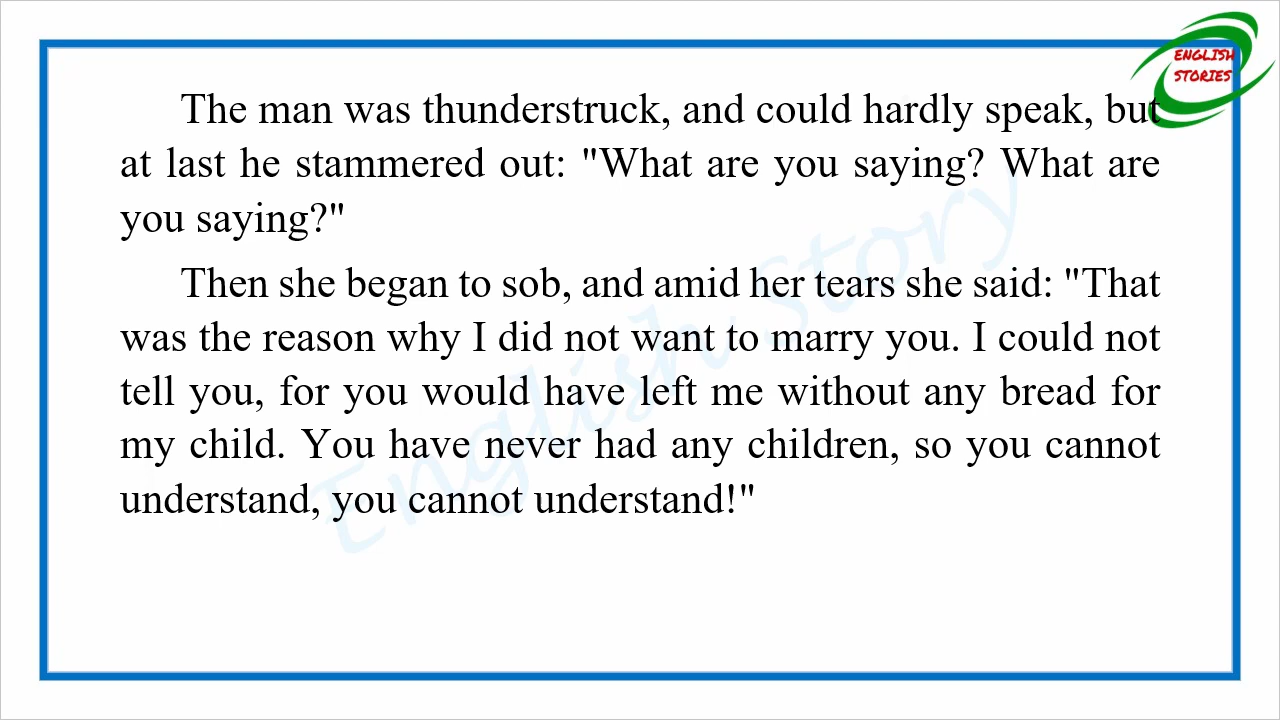 ENGLISH
STORIES
The man was thunderstruck, and could hardly speak, but
at last he stammered out: "What are you saying? What are
you saying?"
Then she began to sob, and amid her tears she said: "That
was the reason why I did not want to marry you. I could not
tell you, for you would have left me without any bread for
my child. You have never had any children, so you cannot
understand, you cannot understand!"
English Story